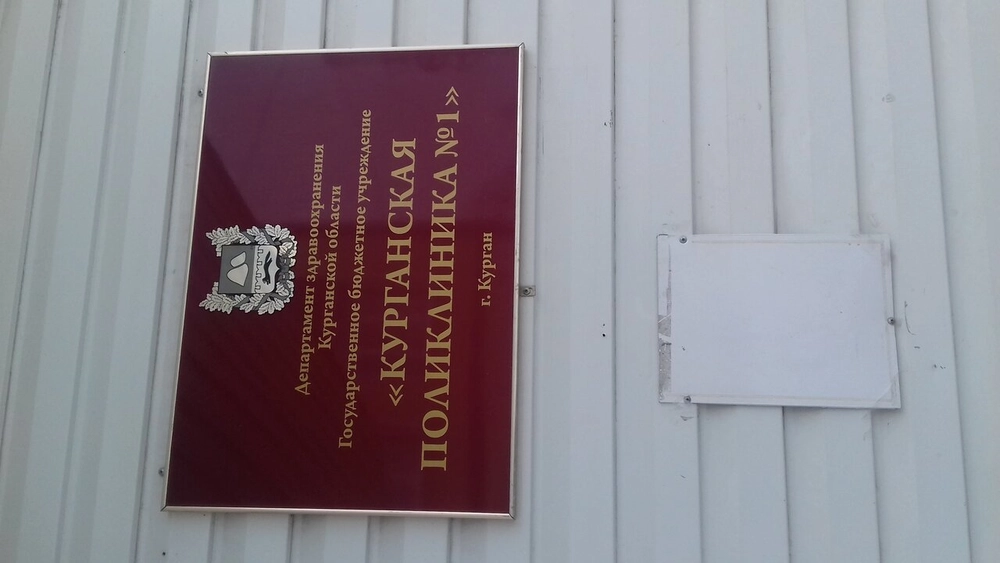 Департамент здравоохранения
Курганской области
Государственное бюджетное учреждение
«КУРГАНСКАЯ
ПОЛИКЛИНИКА №1»
г. Курган